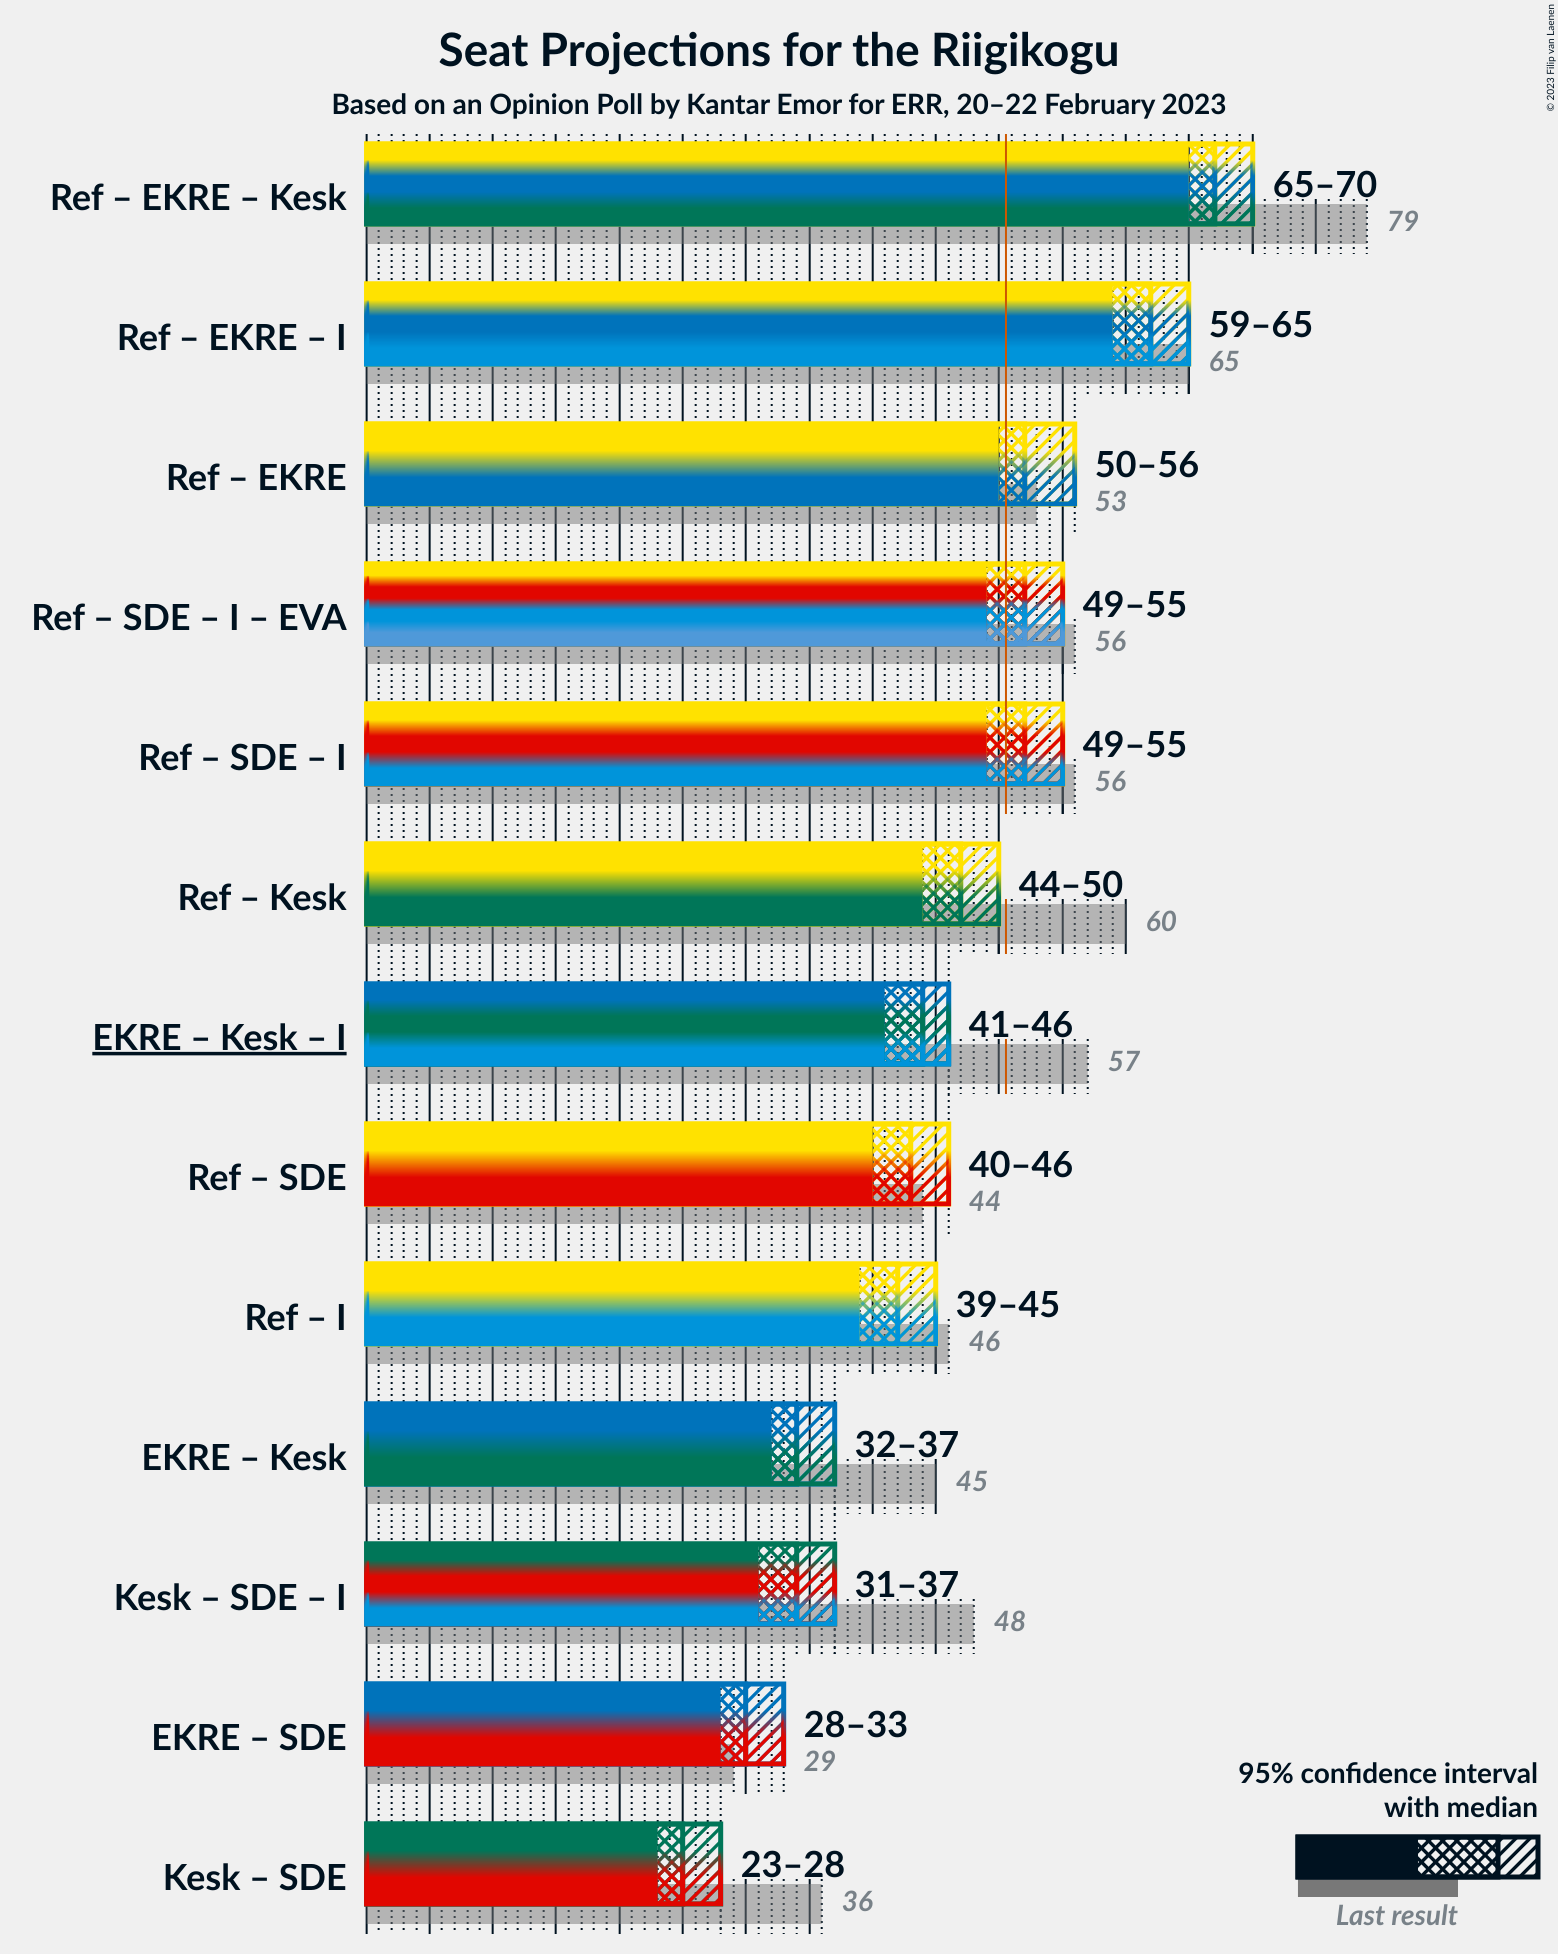 Seat Projections for the Riigikogu
Based on an Opinion Poll by Kantar Emor for ERR, 20–22 February 2023
© 2023 Filip van Laenen
Ref – EKRE – Kesk
65–70
79
Ref – EKRE – I
59–65
65
Ref – EKRE
50–56
53
Ref – SDE – I – EVA
49–55
56
Ref – SDE – I
49–55
56
Ref – Kesk
44–50
60
EKRE – Kesk – I
41–46
57
Ref – SDE
40–46
44
Ref – I
39–45
46
EKRE – Kesk
32–37
45
Kesk – SDE – I
31–37
48
EKRE – SDE
28–33
29
Kesk – SDE
23–28
36
95% confidence interval
with median
Last result